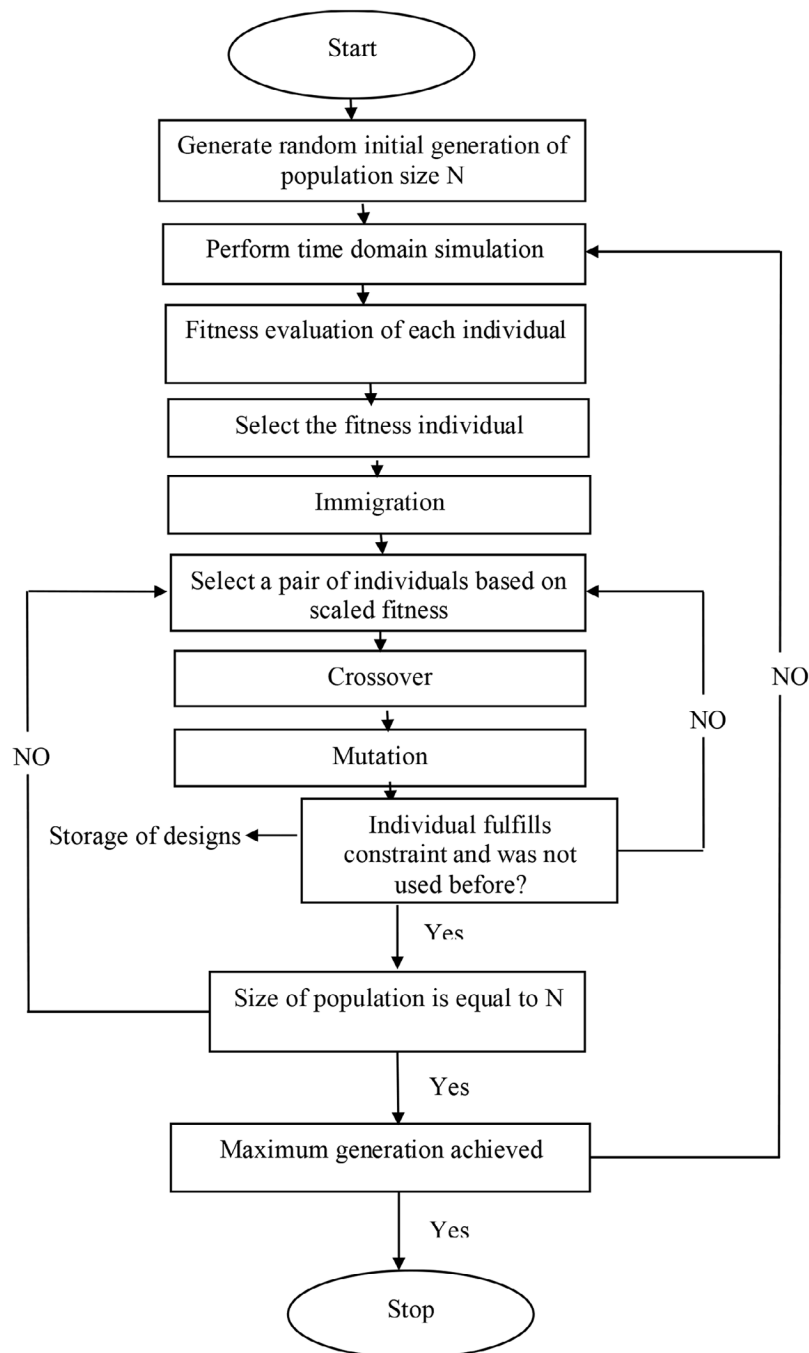 Start
Generate random initial generation of
population size N
Perform time domain simulation
Fitness evaluation of each individual
Select the fitness individual
Immigration
Select a pair of individuals based on
scaled fitness
Crossover
NO
NO
Mutation
NO
Storage of designs
Individual fulfills
constraint and was not
used before?
Yes
Size of population is equal to N
Yes
Maximum generation achieved
Yes
Stop